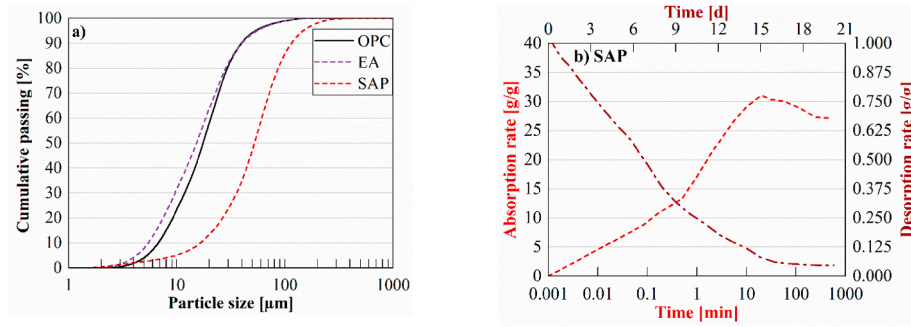 a)
OPC
EA
SAP
Cumulative passing [%]
100
90
80
70
60
50
40
30
20
10
0
1 10 100 1000
Particle size [µm]
Time [d]
0 3 6 9 12 15 18 21
b) SAP
Absorption rate [g/g]
40
35
30
25
20
15
10
5
0
1.000
0.875
0.750
0.625
0.500
0.375
0.250
0.125
0.000
Desorption rate [g/g]
0.001 0.01 0.1 1 10 100 1000
Time [min]